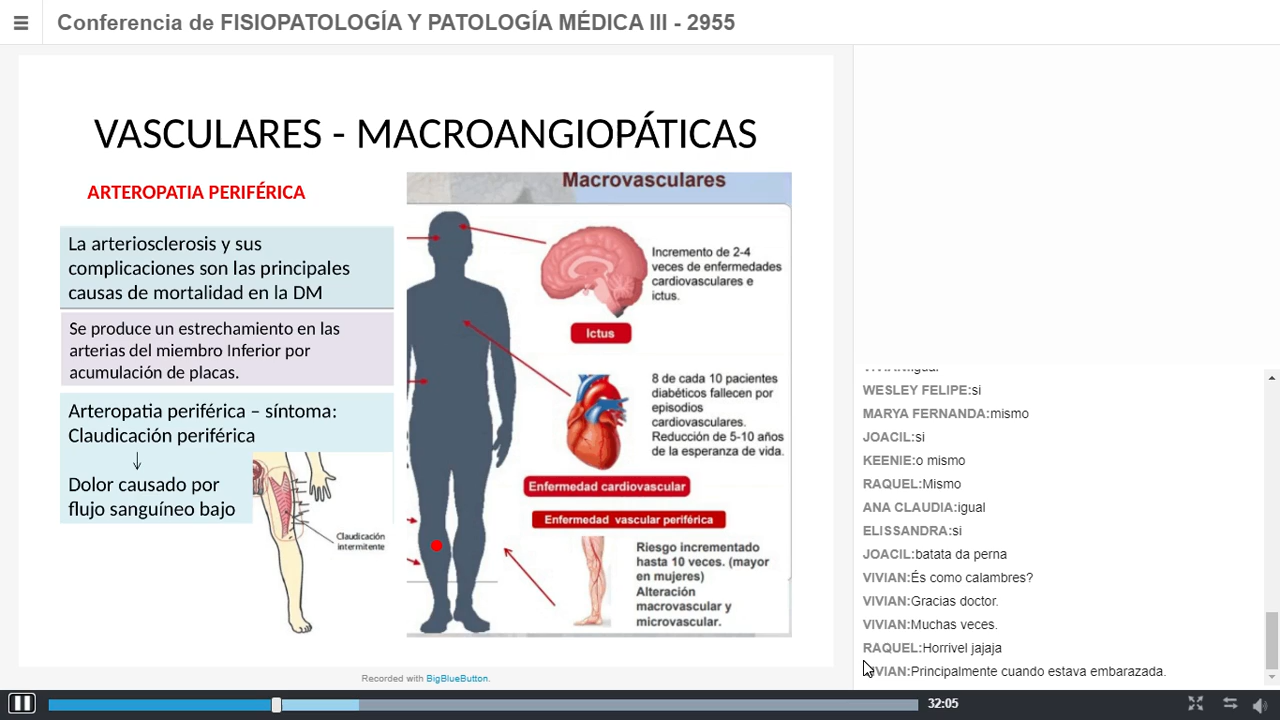 Conferencia de FISIOPATOLOGÍA Y PATOLOGÍA MÉDICA III - 2955
VASCULARES - MACROANGIOPÁTICAS
ARTEROPATIA PERIFÉRICA
La arteriosclerosis y sus
complicaciones son las principales
causas de mortalidad en la DM
Se produce un estrechamiento en las
arterias del miembro Inferior por
acumulación de placas.
Arteropatia periférica – síntoma:
Claudicación periférica
Dolor causado por
flujo sanguíneo bajo
Claudicación
intermitente
Macrovasculares
Incremento de 2-4
veces de enfermedades
cardiovasculares e
ictus.
Ictus
8 de cada 10 pacientes
diabéticos fallecen por
episodios
cardiovasculares.
Reducción de 5-10 años
de la esperanza de vida.
Enfermedad cardiovascular
Enfermedad vascular periférica
Riesgo incrementado
hasta 10 veces. (mayor
en mujeres)
Alteración
macrovascular y
microvascular.
Recorded with BigBlueButton.
WESLEY FELIPE:si
MARYA FERNANDA:mismo
JOACIL:si
KEENIE:o mismo
RAQUEL:Mismo
ANA CLAUDIA:igual
ELISSANDRA:si
JOACIL:batata da perna
VIVIAN:És como calambres?
VIVIAN:Gracias doctor.
VIVIAN:Muchas veces.
RAQUEL:Horrivel jajaja
VIVIAN:Principalmente cuando estava embarazada.
32:05